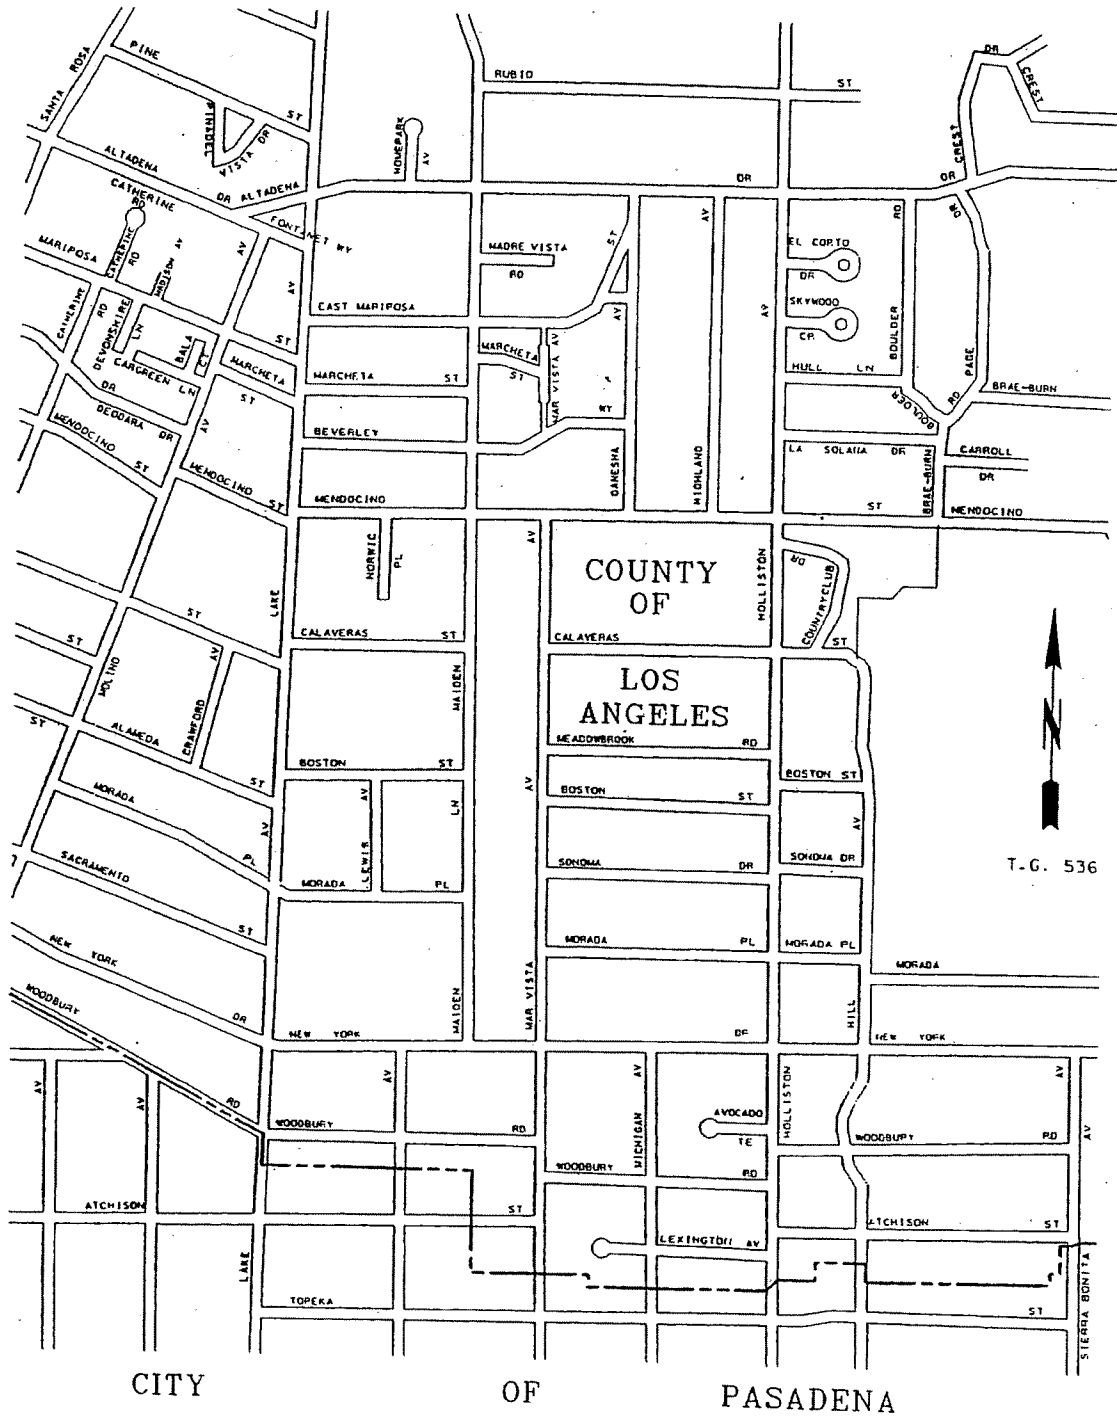 SANTA ROSA
PINE ST
RUBIO ST
DR
CREST
CREST DR
PINYDEL
VISTA DR
HOMEPARK AV
ALTADENA DR
ALTADENA DR
DR
CATHERINE RD
FONTANET WY
MARIPOSA
CATHERINE RD
MADISON AV
AV
AV
MADRE VISTA RD
ST
AV
EL CORTO DR
RD
EAST MARIPOSA
ST
SKYWOOD CR
AV
BOULDER
CATHERINE RD
DEVONSHIRE LN
BALA CT
CARGREEN LN
MARCHETA ST
MARCHETA ST
MARCHETA ST
MAR VISTA AV
AV
HULL LN
PAGE
BRAE-BURN RD
BOULDER
DEODARA DR
DR
AV
BEVERLEY WY
MENDOCINO ST
MENDOCINO ST
GANESHA
HIGHLAND
LA SOLANA DR
BRAE-BURN
CARROLL DR
MENDOCINO ST
MENDOCINO
NORWIC PL
AV
COUNTY
OF
HOLLISTON
DR
COUNTRYCLUB
LAKE
ST
CALAVERAS ST
CALAVERAS ST
ST
MOLINO
AV
CRAWFORD
MAIDEN
LOS
ANGELES
N
ST
ALAMEDA ST
MEADOWBROOK RD
BOSTON ST
BOSTON ST
BOSTON ST
MORADA PL
AV
LEWIS AV
LN
AV
SONOMA DR
SONOMA DR
AV
T.G. 536
SACRAMENTO ST
MORADA PL
MORADA PL
MORADA PL
MORADA
NEW YORK DR
MAIDEN
MAR VISTA
HILL
WOODBURY RD
NEW YORK
DR
NEW YORK
AV
AV
AV
MICHIGAN AV
AVOCADO TE
HOLLISTON
AV
AV
WOODBURY RD
WOODBURY RD
WOODBURY RD
ATCHISON ST
ATCHISON ST
LAKE
LEXINGTON AV
TOPEKA ST
SIERRA BONITA
CITY OF PASADENA